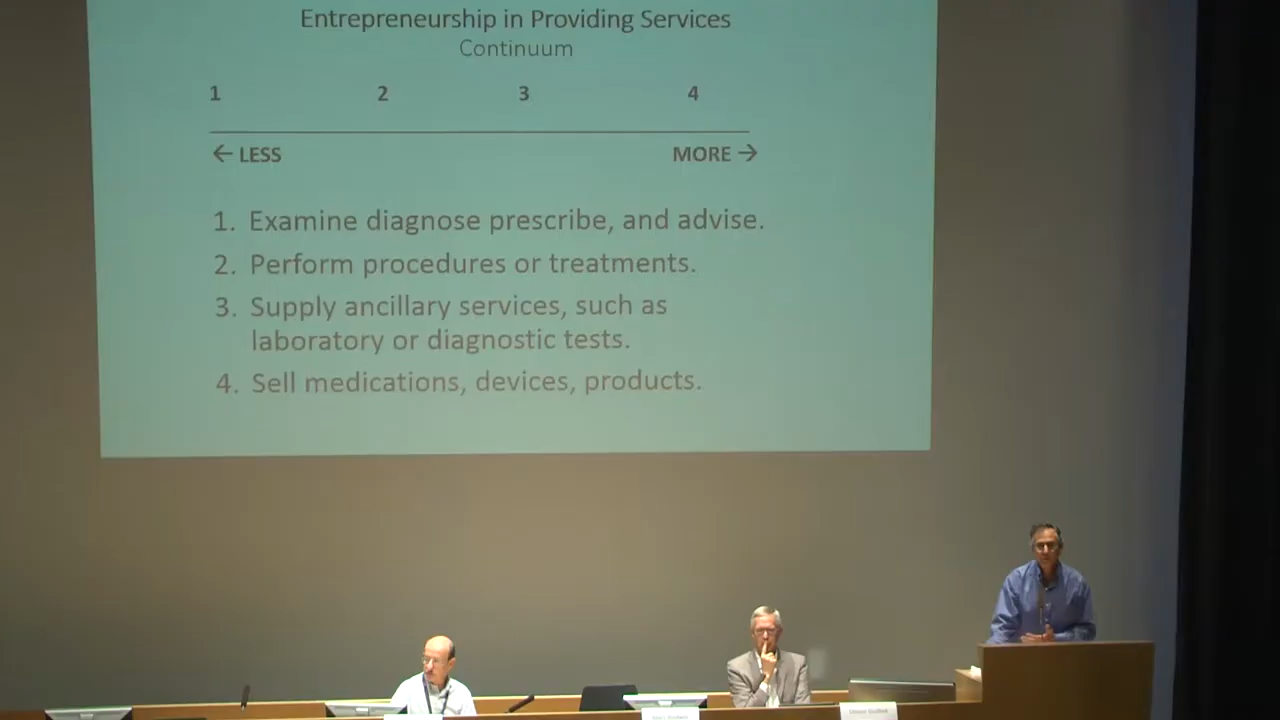 Entrepreneurship in Providing Services
Continuum
1 2 3 4
← LESS MORE →
1. Examine diagnose prescribe, and advise.
2. Perform procedures or treatments.
3. Supply ancillary services, such as
laboratory or diagnostic tests.
4. Sell medications, devices, products.